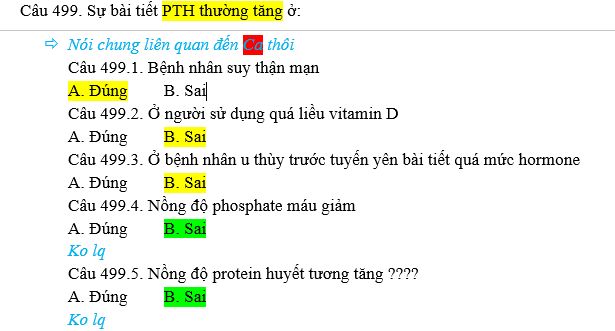 Câu 499. Sự bài tiết PTH thường tăng ở:
⇨ Nói chung liên quan đến Ca thôi
Câu 499.1. Bệnh nhân suy thận mạn
A. Đúng B. Sai
Câu 499.2. Ở người sử dụng quá liều vitamin D
A. Đúng B. Sai
Câu 499.3. Ở bệnh nhân u thùy trước tuyến yên bài tiết quá mức hormone
A. Đúng B. Sai
Câu 499.4. Nồng độ phosphate máu giảm
A. Đúng B. Sai
Ko lq
Câu 499.5. Nồng độ protein huyết tương tăng ????
A. Đúng B. Sai
Ko lq